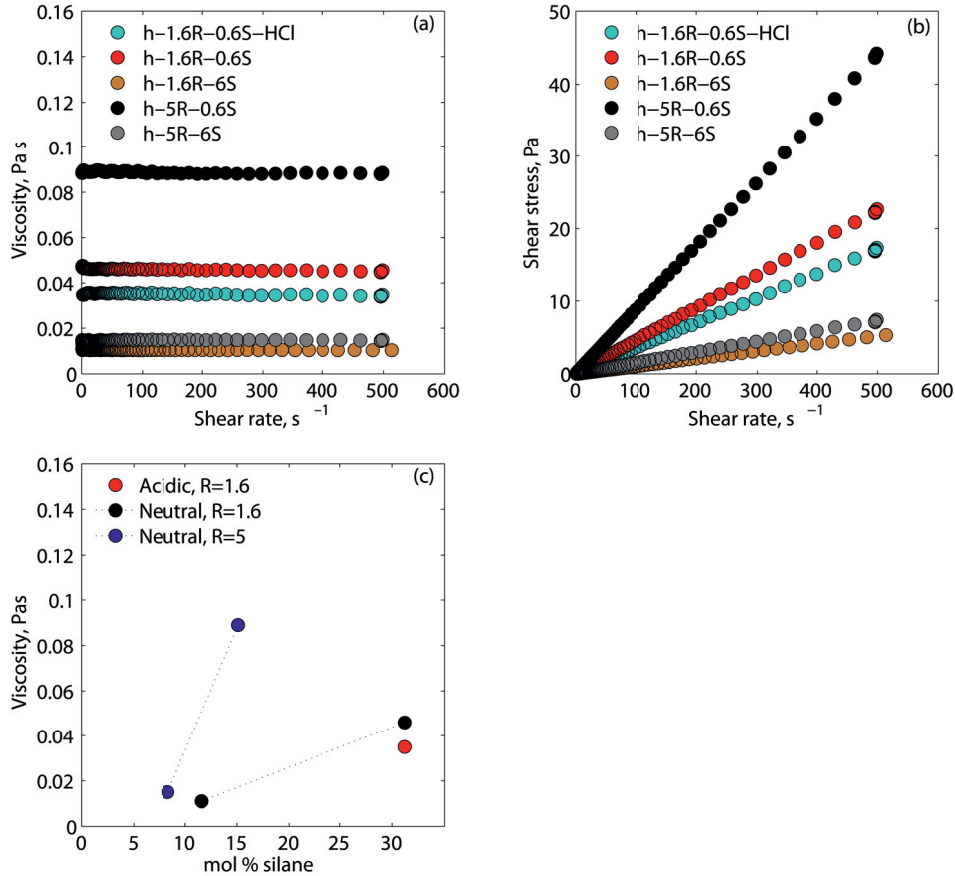 (a)
h−1.6R−0.6S−HCl
h−1.6R−0.6S
h−1.6R−6S
h−5R−0.6S
h−5R−6S
0.16
0.14
0.12
0.1
0.08
0.06
0.04
0.02
0
Viscosity, Pa s
0 100 200 300 400 500 600
Shear rate, s −1
(b)
h−1.6R−0.6S−HCl
h−1.6R−0.6S
h−1.6R−6S
h−5R−0.6S
h−5R−6S
50
40
30
20
10
0
Shear stress, Pa
100 200 300 400 500 600
Shear rate, s −1
(c)
Acidic, R=1.6
Neutral, R=1.6
Neutral, R=5
0.16
0.14
0.12
0.1
0.08
0.06
0.04
0.02
0
Viscosity, Pas
0 5 10 15 20 25 30
mol % silane